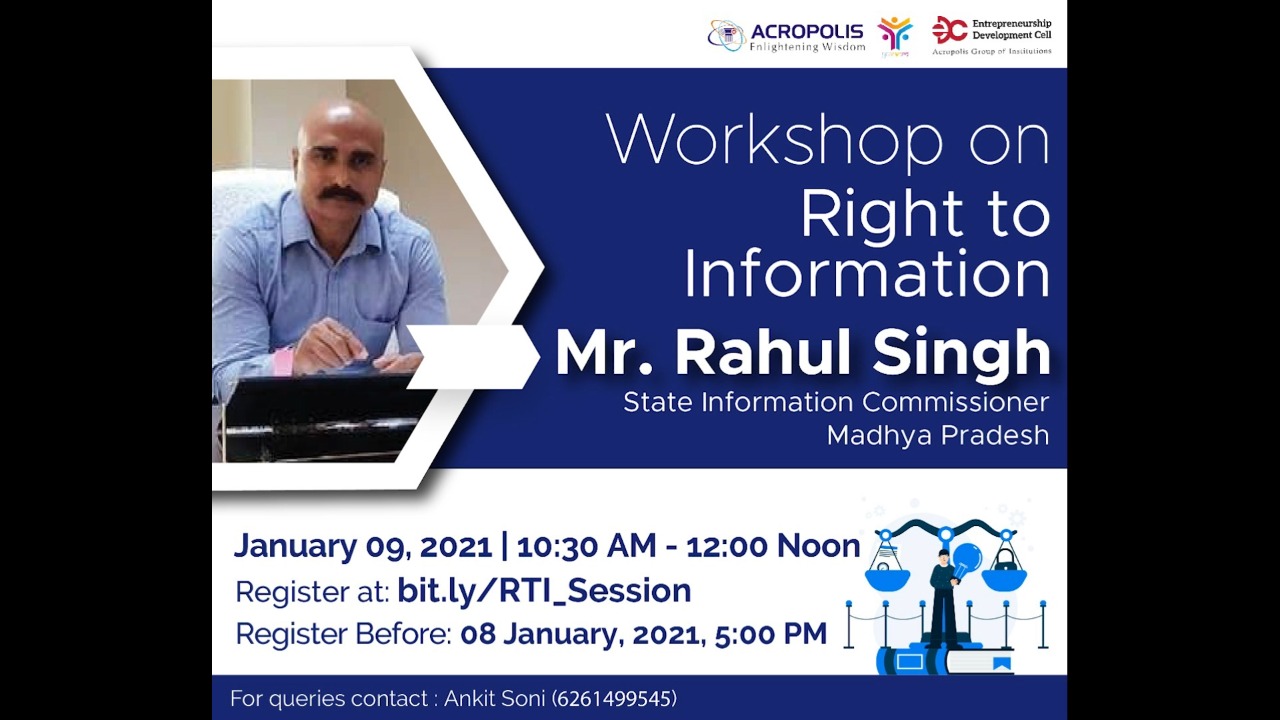 ACROPOLIS
Enlightening Wisdom
Entrepreneurship
Development Cell
Acropolis Group of Institutions
Workshop on
Right to
Information
Mr. Rahul Singh
State Information Commissioner
Madhya Pradesh
January 09, 2021 | 10:30 AM - 12:00 Noon
Register at: bit.ly/RTI_Session
Register Before: 08 January, 2021, 5:00 PM
For queries contact : Ankit Soni (6261499545)